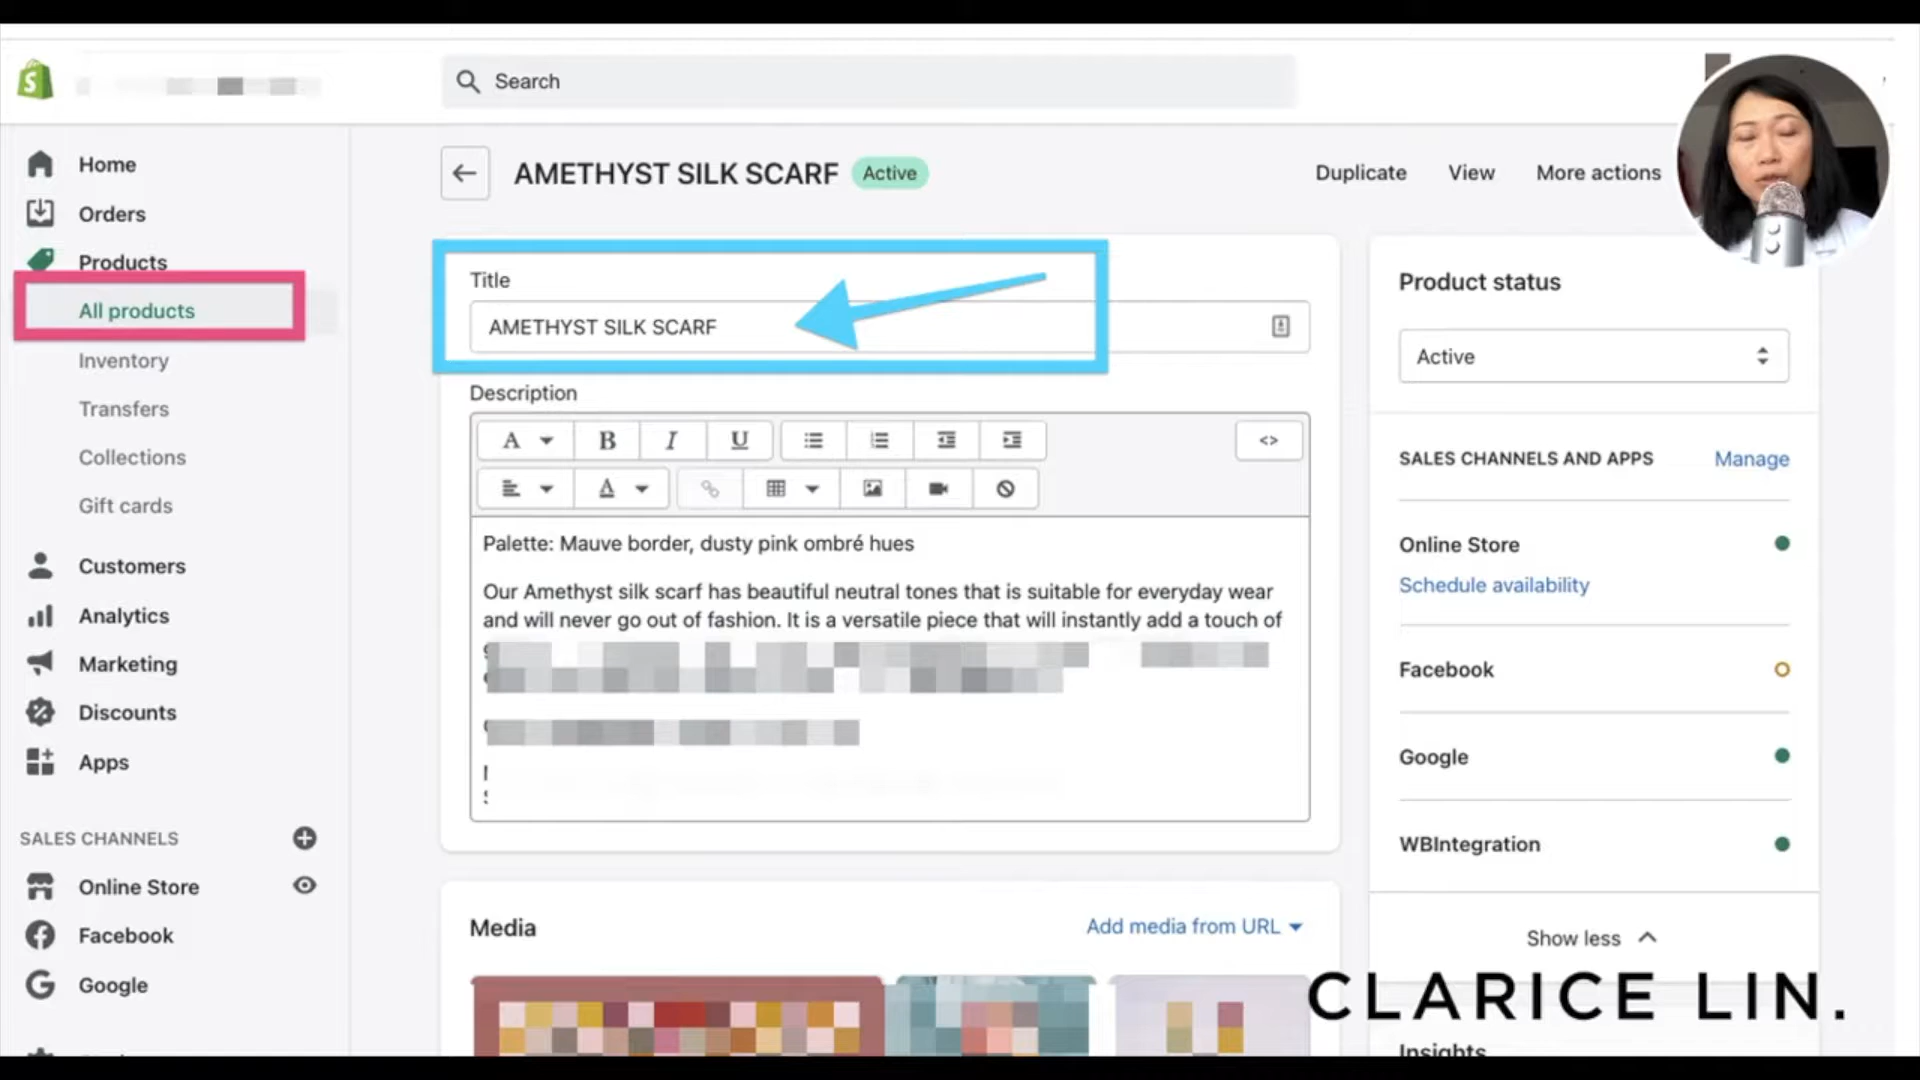 Search
Home
Orders
Products
All products
Inventory
Transfers
Collections
Gift cards
Customers
Analytics
Marketing
Discounts
Apps
SALES CHANNELS
Online Store
Facebook
Google
AMETHYST SILK SCARF Active
Duplicate View More actions
Title
AMETHYST SILK SCARF
Description
Palette: Mauve border, dusty pink ombré hues
Our Amethyst silk scarf has beautiful neutral tones that is suitable for everyday wear
and will never go out of fashion. It is a versatile piece that will instantly add a touch of
Media Add media from URL
Product status
Active
SALES CHANNELS AND APPS Manage
Online Store
Schedule availability
Facebook
Google
WBIntegration
Show less
CLARICE LIN.
Insights